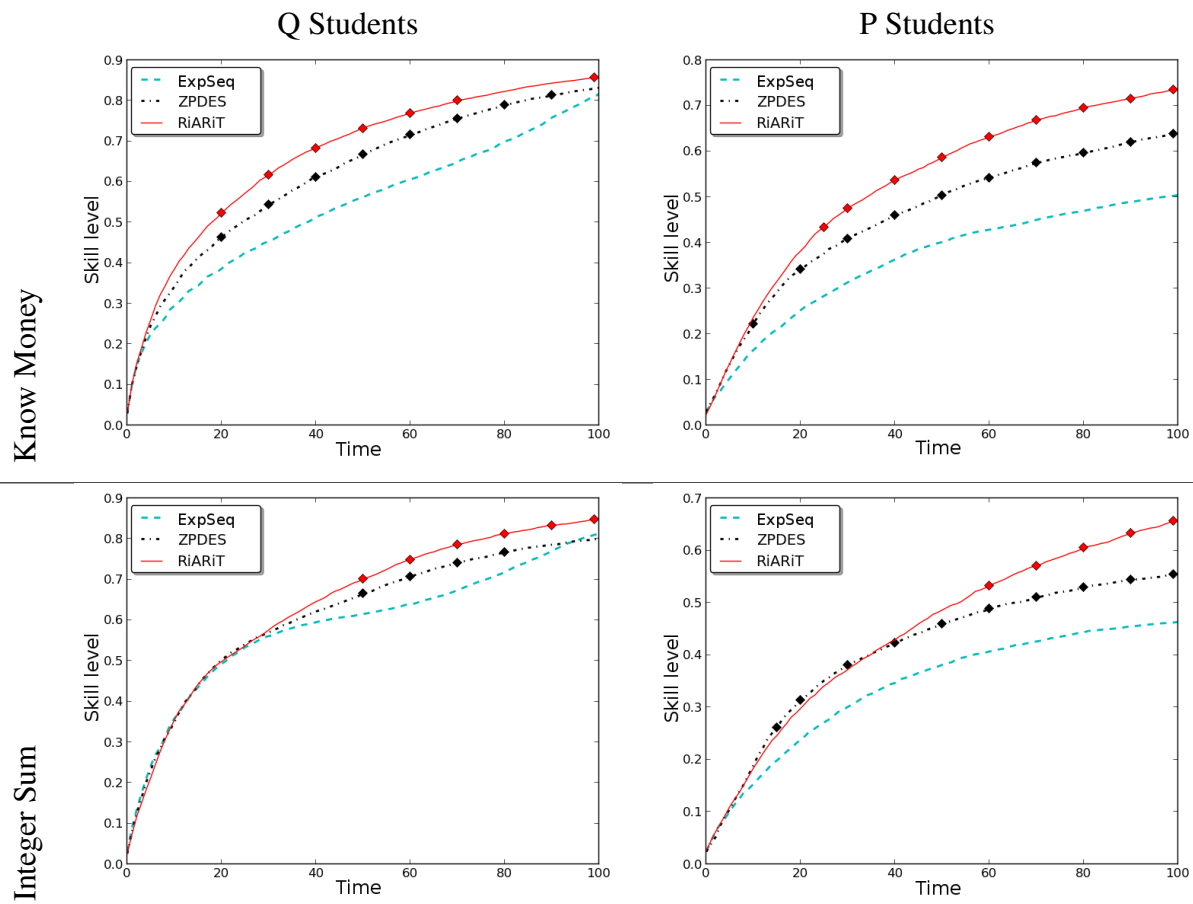 Q Students
P Students
Know Money
0.9
0.8
0.7
0.6
0.5
0.4
0.3
0.2
0.1
0.0
Skill level
ExpSeq
ZPDES
RiARiT
0 20 40 60 80 100
Time
0.8
0.7
0.6
0.5
0.4
0.3
0.2
0.1
0.0
Skill level
ExpSeq
ZPDES
RiARiT
0 20 40 60 80 100
Time
Integer Sum
0.9
0.8
0.7
0.6
0.5
0.4
0.3
0.2
0.1
0.0
Skill level
ExpSeq
ZPDES
RiARiT
0 20 40 60 80 100
Time
0.7
0.6
0.5
0.4
0.3
0.2
0.1
0.0
Skill level
ExpSeq
ZPDES
RiARiT
0 20 40 60 80 100
Time